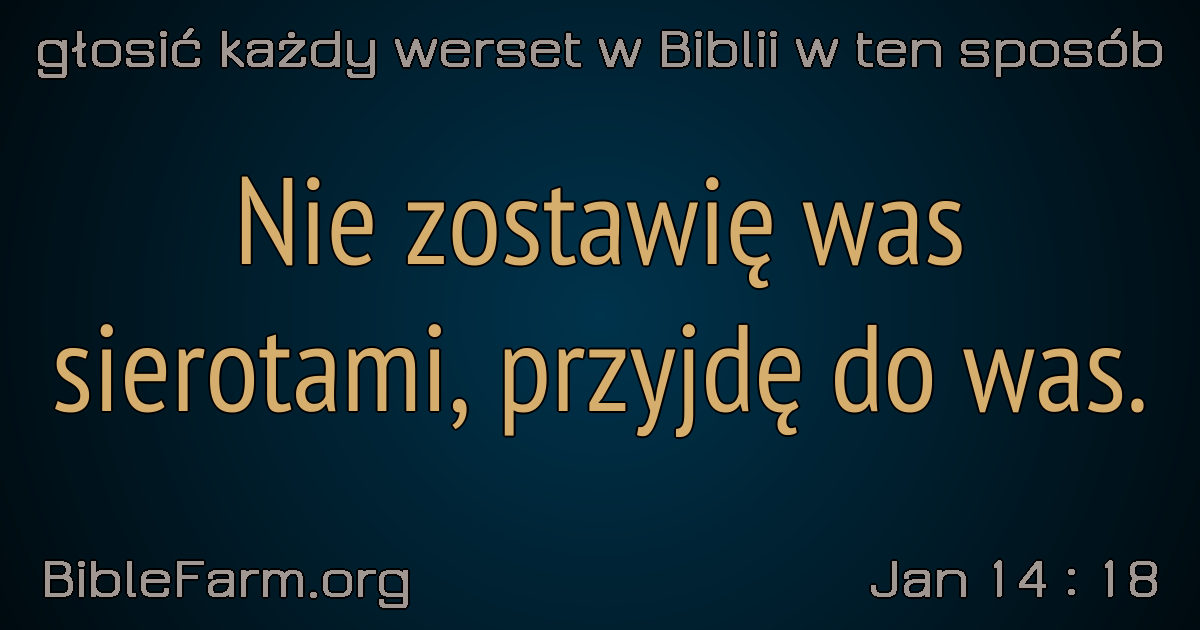 głosić każdy werset w Biblii w ten sposób
Nie zostawię was
sierotami, przyjdę do was.
BibleFarm.org
Jan 14 : 18